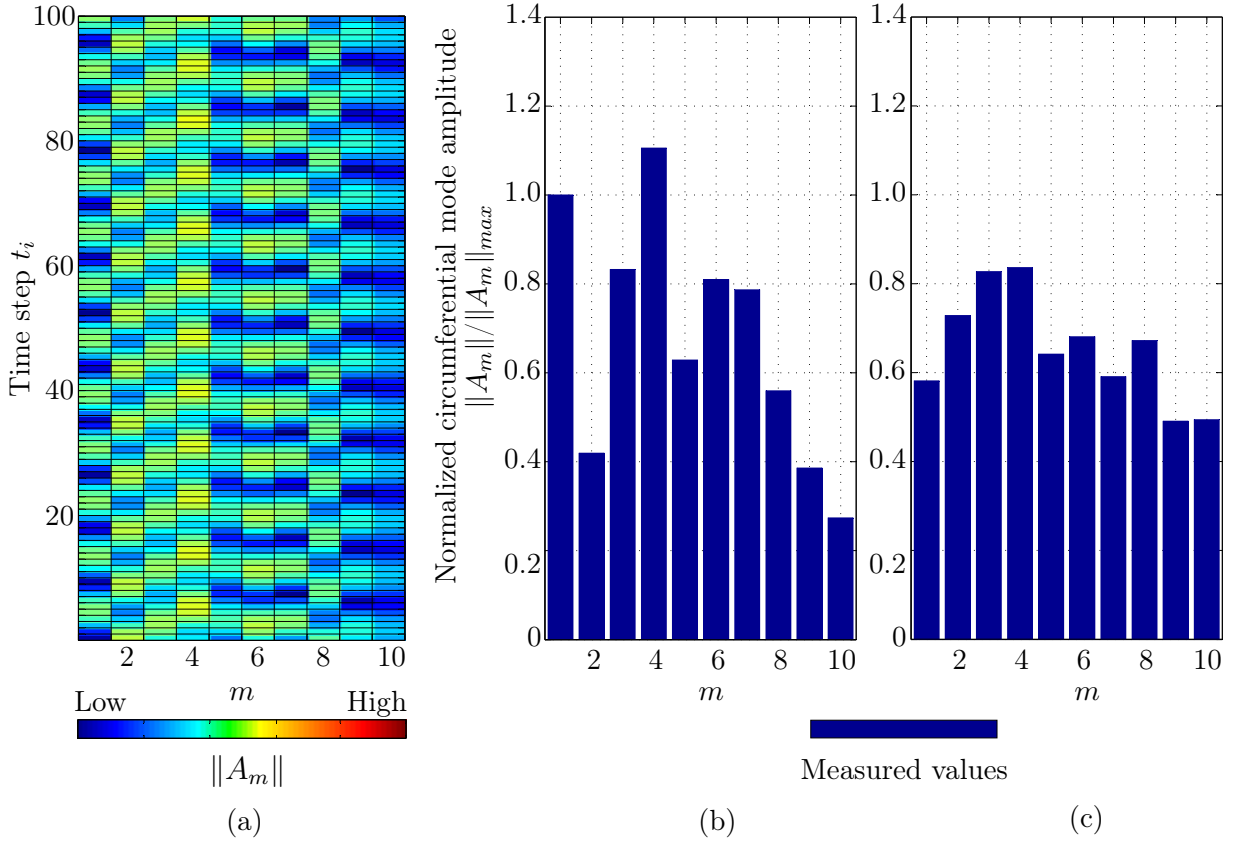 100
80
60
40
20
Time step t_i
2 4 6 8 10
m
Low High
‖A_m‖
(a)
Normalized circumferential mode amplitude
‖A_m‖/‖A_m‖_max
1.4
1.2
1.0
0.8
0.6
0.4
0.2
0
2 4 6 8 10
m
(b)
1.4
1.2
1.0
0.8
0.6
0.4
0.2
0
2 4 6 8 10
m
(c)
Measured values